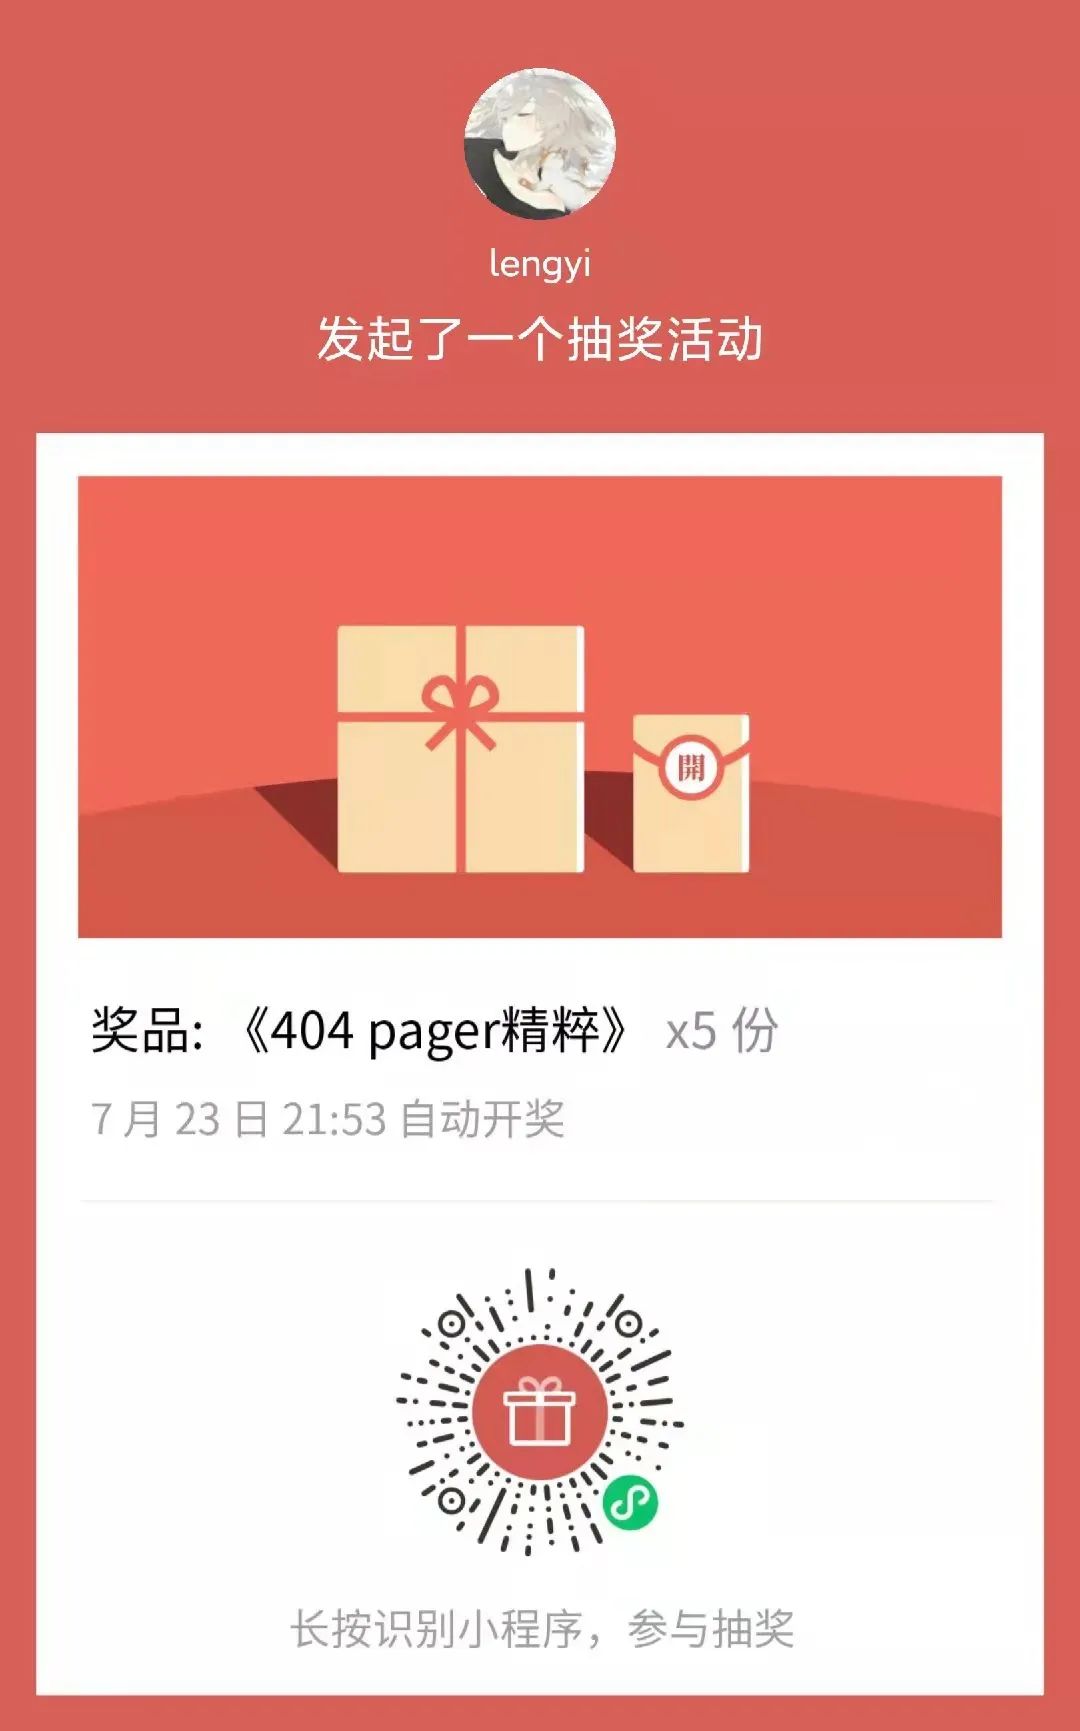 lengyi
发起了一个抽奖活动
開
奖品: 《404 pager精粹》 x5 份
7 月 23 日 21:53 自动开奖
长按识别小程序，参与抽奖